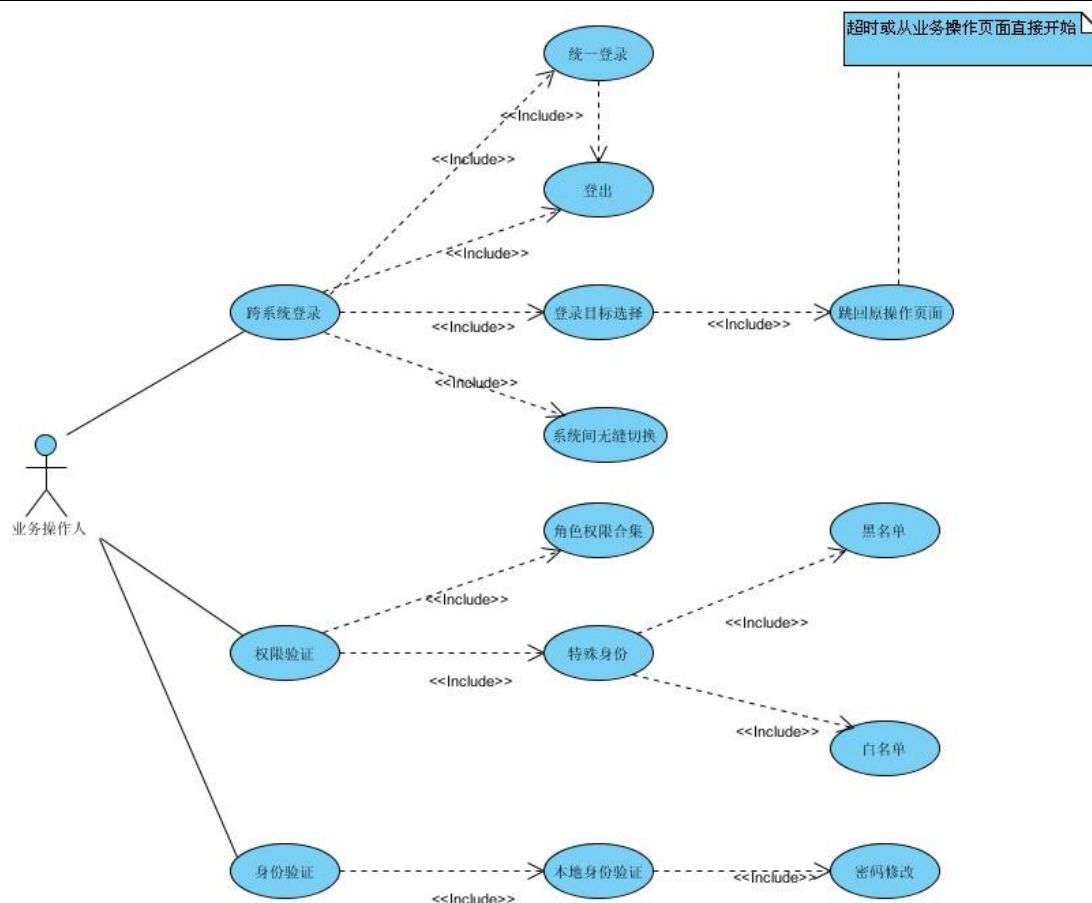 超时或从业务操作页面直接开始
统一登录
<<Include>>
<<Include>>
登出
<<Include>>
跨系统登录
登录目标选择
跳回原操作页面
<<Include>>
<<Include>>
<<Include>>
系统间无缝切换
业务操作人
角色权限合集
黑名单
<<Include>>
<<Include>>
权限验证
特殊身份
<<Include>>
<<Include>>
白名单
身份验证
本地身份验证
密码修改
<<Include>>
<<Include>>